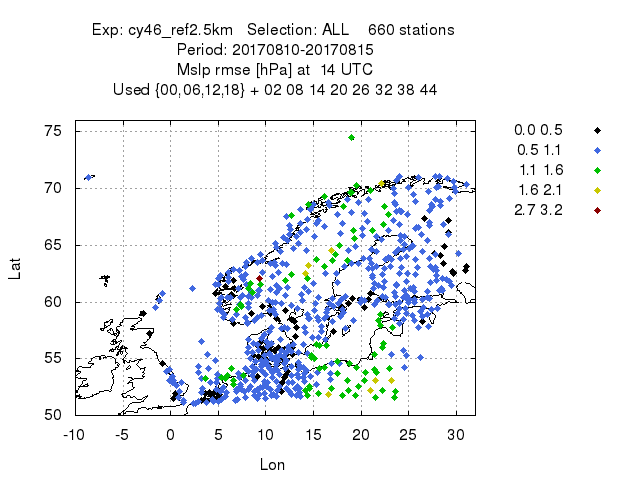 Exp: cy46_ref2.5km Selection: ALL 660 stations
Period: 20170810-20170815
Mslp rmse [hPa] at 14 UTC
Used {00,06,12,18} + 02 08 14 20 26 32 38 44
0.0 0.5
0.5 1.1
1.1 1.6
1.6 2.1
2.7 3.2
75
70
65
60
55
50
Lat
-10 -5 0 5 10 15 20 25 30
Lon